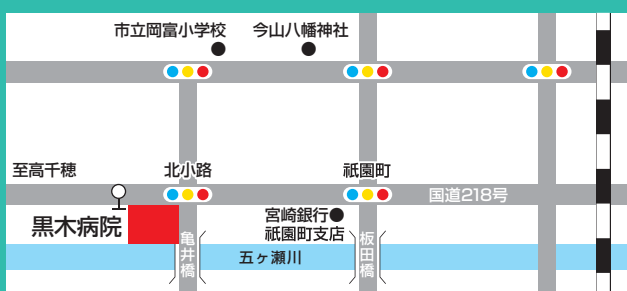 市立岡富小学校
今山八幡神社
至高千穂
北小路
祇園町
国道218号
黒木病院
宮崎銀行
祇園町支店
亀井橋
板田橋
五ヶ瀬川